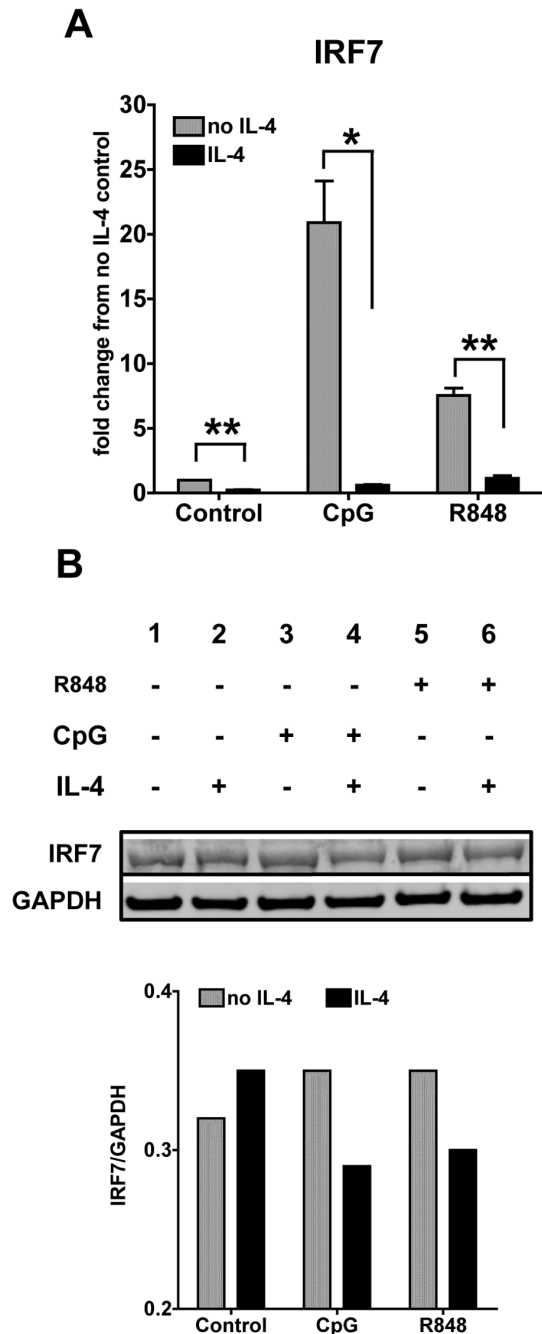 A
IRF7
fold change from no IL-4 control
30
25
20
15
10
5
0
no IL-4
IL-4
**
*
**
Control CpG R848
B
1 2 3 4 5 6
R848 - - - - + +
CpG - - + + - -
IL-4 - + - + - +
IRF7
GAPDH
IRF7/GAPDH
0.4
0.3
0.2
no IL-4 IL-4
Control CpG R848